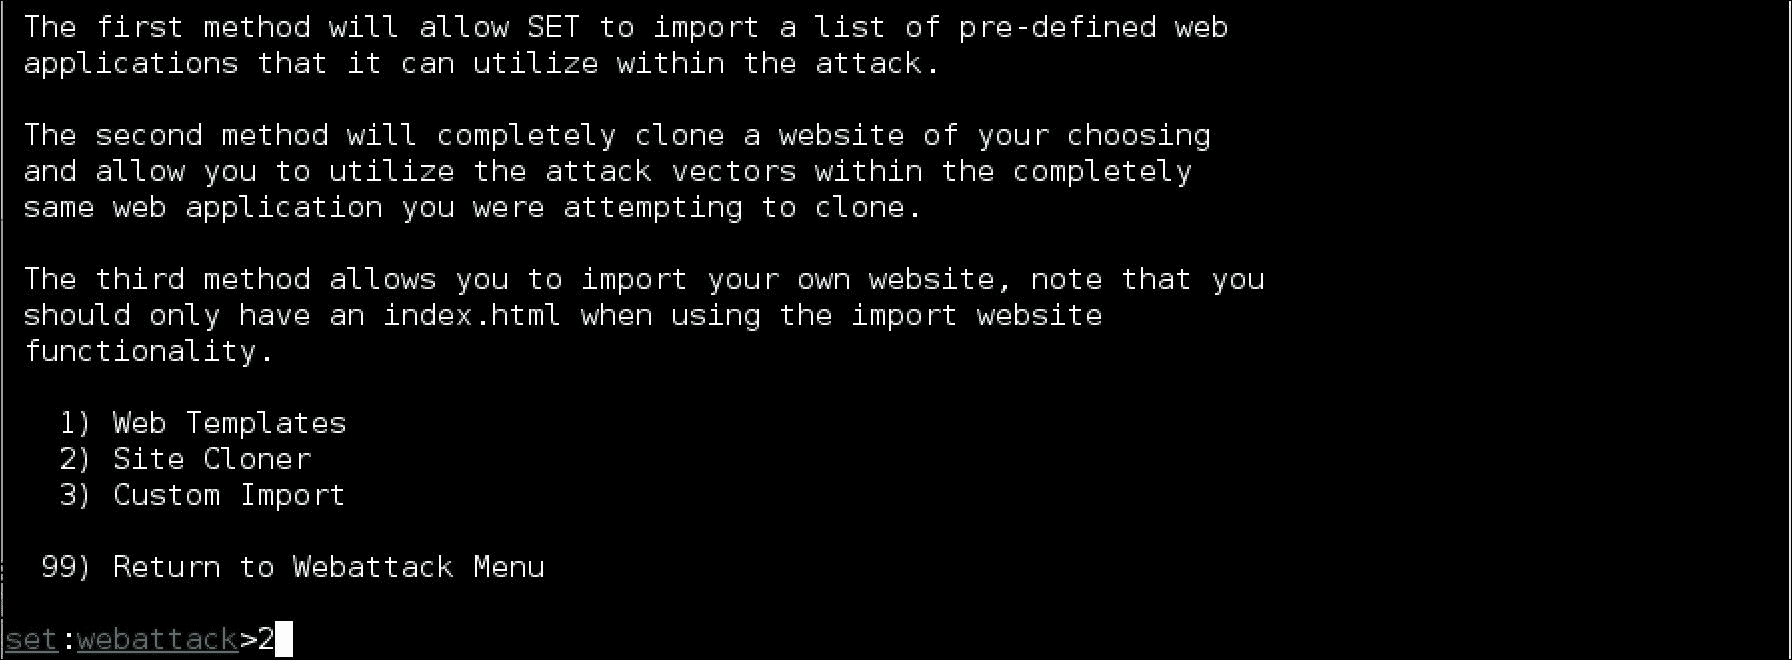 The first method will allow SET to import a list of pre-defined web
applications that it can utilize within the attack.
The second method will completely clone a website of your choosing
and allow you to utilize the attack vectors within the completely
same web application you were attempting to clone.
The third method allows you to import your own website, note that you
should only have an index.html when using the import website
functionality.
1) Web Templates
2) Site Cloner
3) Custom Import
99) Return to Webattack Menu
set:webattack>2